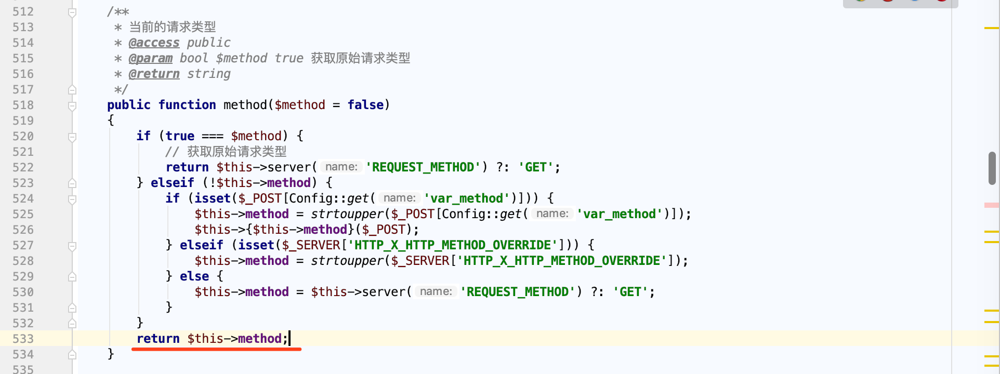 512 /**
513 * 当前的请求类型
514 * @access public
515 * @param bool $method true 获取原始请求类型
516 * @return string
517 */
518 public function method($method = false)
519 {
520 if (true === $method) {
521 // 获取原始请求类型
522 return $this->server( name: 'REQUEST_METHOD') ?: 'GET';
523 } elseif (!$this->method) {
524 if (isset($_POST[Config::get( name: 'var_method')])) {
525 $this->method = strtoupper($_POST[Config::get( name: 'var_method')]);
526 $this->{$this->method}($_POST);
527 } elseif (isset($_SERVER['HTTP_X_HTTP_METHOD_OVERRIDE'])) {
528 $this->method = strtoupper($_SERVER['HTTP_X_HTTP_METHOD_OVERRIDE']);
529 } else {
530 $this->method = $this->server( name: 'REQUEST_METHOD') ?: 'GET';
531 }
532 }
533 return $this->method;
534 }
535